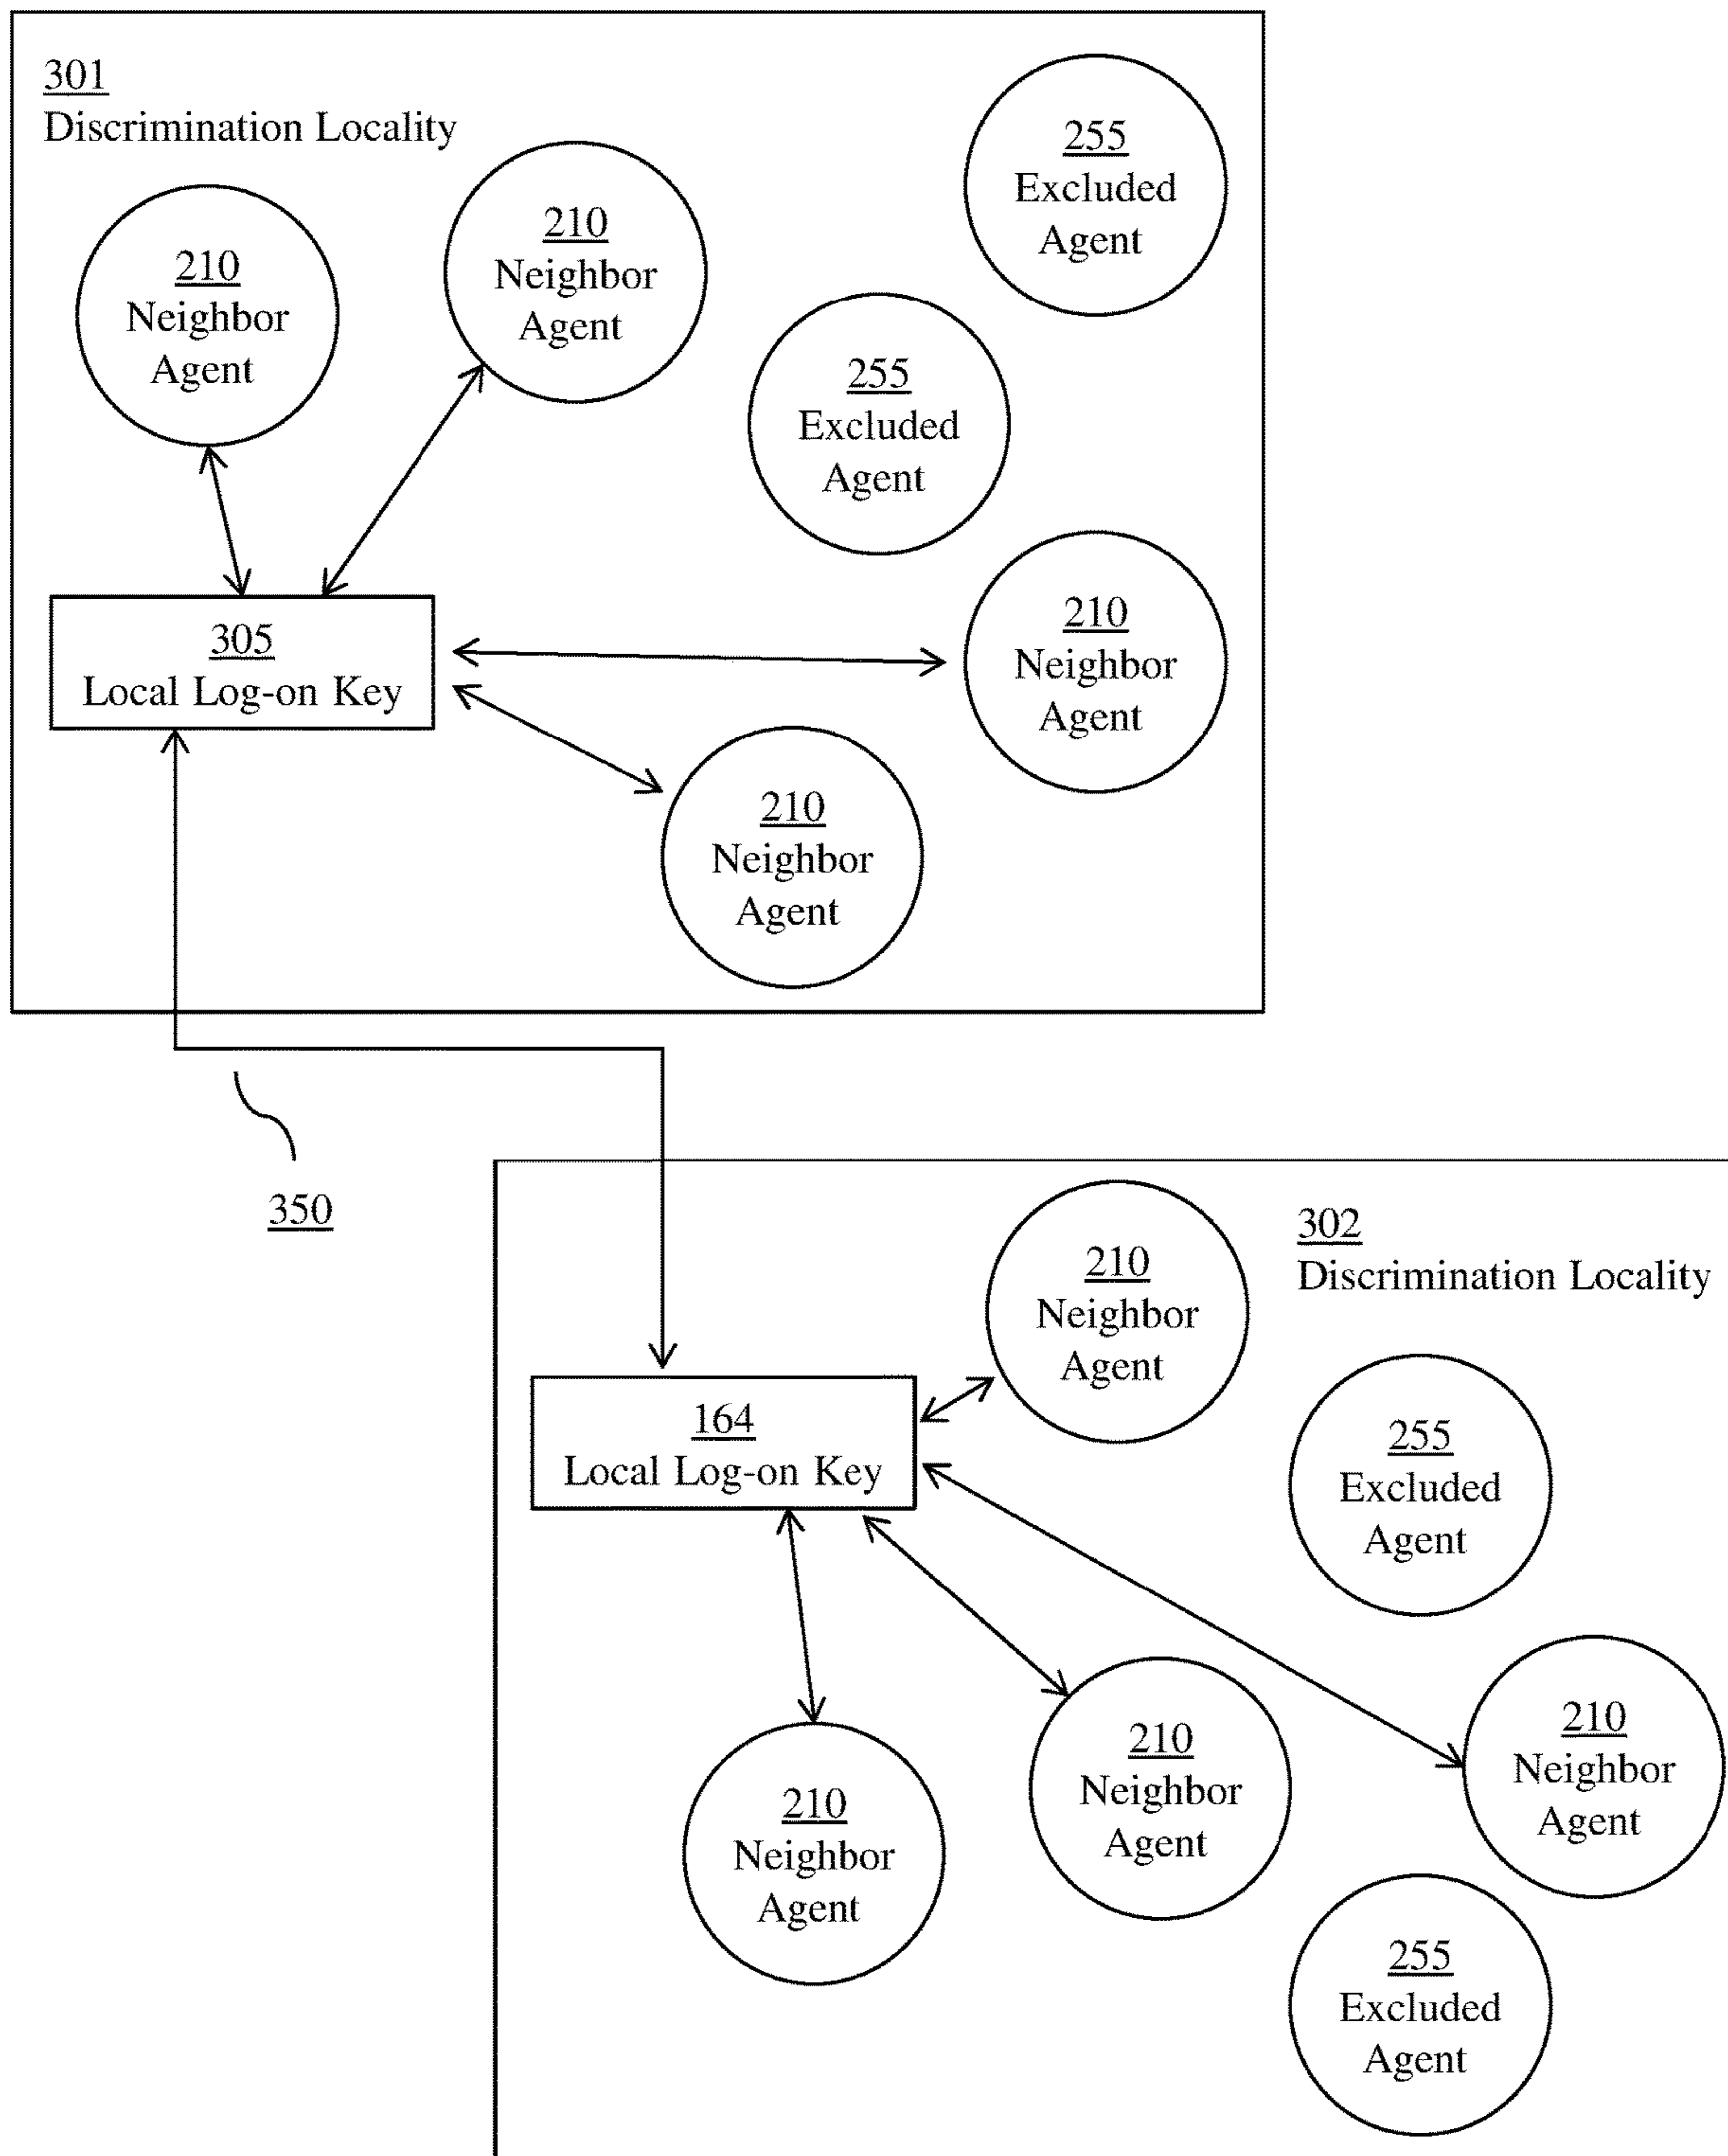 301
Discrimination Locality
255
Excluded
Agent
210
Neighbor
Agent
210
Neighbor
Agent
255
Excluded
Agent
210
Neighbor
Agent
305
Local Log-on Key
210
Neighbor
Agent
350
302
Discrimination Locality
210
Neighbor
Agent
164
Local Log-on Key
255
Excluded
Agent
210
Neighbor
Agent
210
Neighbor
Agent
210
Neighbor
Agent
255
Excluded
Agent